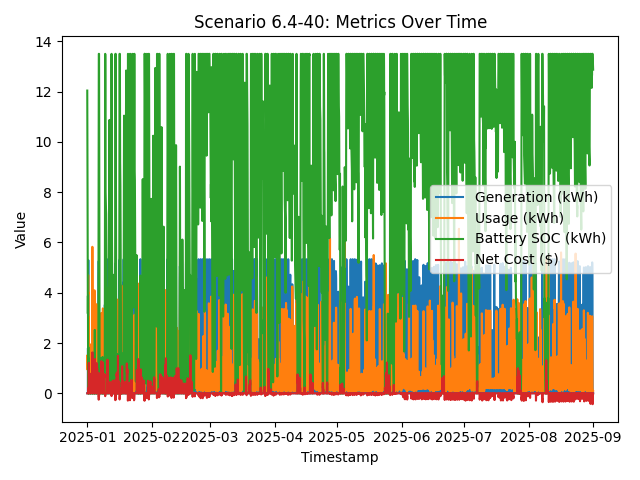 Scenario 6.4-40: Metrics Over Time
14
12
10
8
6
4
2
0
Value
Generation (kWh)
Usage (kWh)
Battery SOC (kWh)
Net Cost ($)
2025-01 2025-02 2025-03 2025-04 2025-05 2025-06 2025-07 2025-08 2025-09
Timestamp